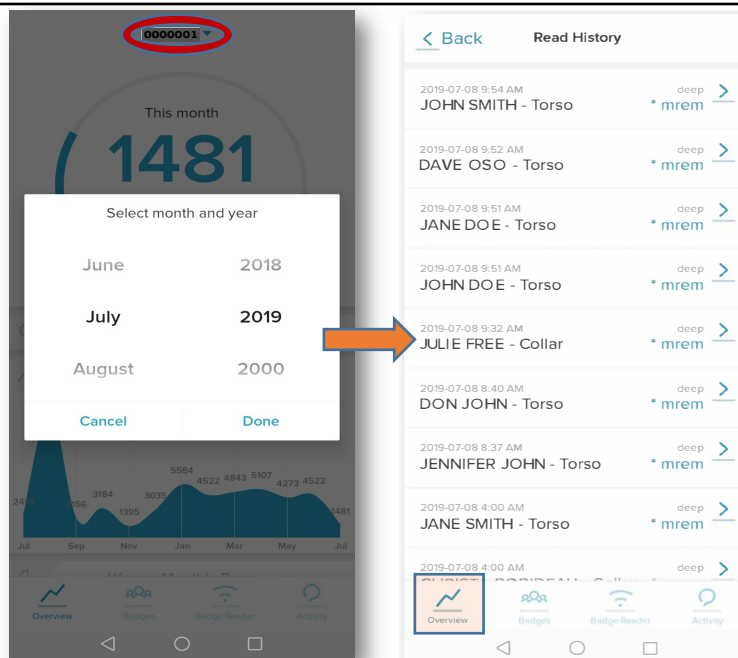 0000001
This month
1481
Select month and year
June 2018
July 2019
August 2000
Cancel Done
5584
4522 4843 5107
4273 4522
3184
3035
2156
1395
1481
Jul Sep Nov Jan Mar May Jul
Overview Badges Badge Reader Activity
Back Read History
2019-07-08 9:54 AM deep
JOHN SMITH - Torso * mrem
2019-07-08 9:52 AM deep
DAVE OSO - Torso * mrem
2019-07-08 9:51 AM deep
JANE DOE - Torso * mrem
2019-07-08 9:51 AM deep
JOHN DOE - Torso * mrem
2019-07-08 9:32 AM deep
JULIE FREE - Collar * mrem
2019-07-08 8:40 AM deep
DON JOHN - Torso * mrem
2019-07-08 8:37 AM deep
JENNIFER JOHN - Torso * mrem
2019-07-08 4:00 AM deep
JANE SMITH - Torso * mrem
2019-07-08 4:00 AM deep
Overview Badges Badge Reader Activity